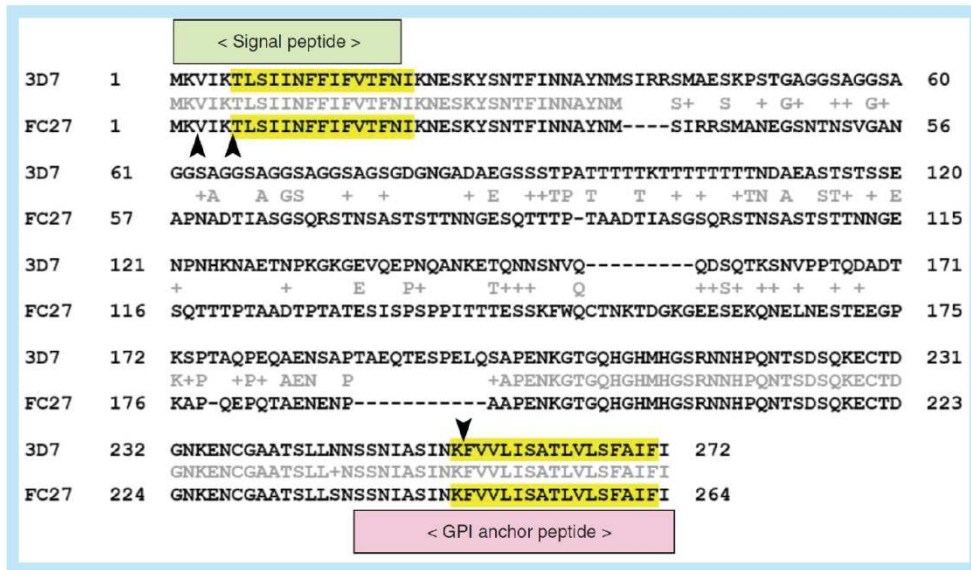 < Signal peptide >
3D7 1 MKVIKTLSIINFFIFVTFNIKNESKYSNTFINNAYNMSIRRSMAESKPSTGAGGSAGGSA 60
MKVIKTLSIINFFIFVTFNIKNESKYSNTFINNAYNM S+ S + G+ ++ G+
FC27 1 MKVIKTLSIINFFIFVTFNIKNESKYSNTFINNAYNM----SIRRSMANEGSNTNSVGAN 56
3D7 61 GGSAGGSAGGSAGGSAGSGDGNGADAEGSSSTPATTTTTKTTTTTTTTNDAEASTSTSSE 120
+A A GS + + + E ++TP T T + ++TN A ST+ + E
FC27 57 APNADTIASGSQRSTNSASTSTTNNGESQTTTPT-TAADTIASGSQRSTNSASTSTTNNGE 115
3D7 121 NPNHKNAETNPKGKGEVQEPNQANKETQNNSNVQ---------QDSQTKSNVPPTQDADT 171
+ + E P+ T+++ Q ++S+ ++ + + +
FC27 116 SQTTTPTAADTPTATESISPSPPITTTESSKFWQCTNKTDGKGEESEKQNELNESTEEGP 175
3D7 172 KSPTAQPEQAENSAPTAEQTESPELQSAPENKGTGQHGHMHGSRNNHPQNTSDSQKECTD 231
K+P +P+ AEN P +APENKGTGQHGHMHGSRNNHPQNTSDSQKECTD
FC27 176 KAP-QEPQTAENENP-----------AAPENKGTGQHGHMHGSRNNHPQNTSDSQKECTD 223
3D7 232 GNKENCGAATSLLNNSSNIASINKFVVLISATLVLSFAIFI 272
GNKENCGAATSLL+NSSNIASINKFVVLISATLVLSFAIFI
FC27 224 GNKENCGAATSLLSNSSNIASINKFVVLISATLVLSFAIFI 264
< GPI anchor peptide >